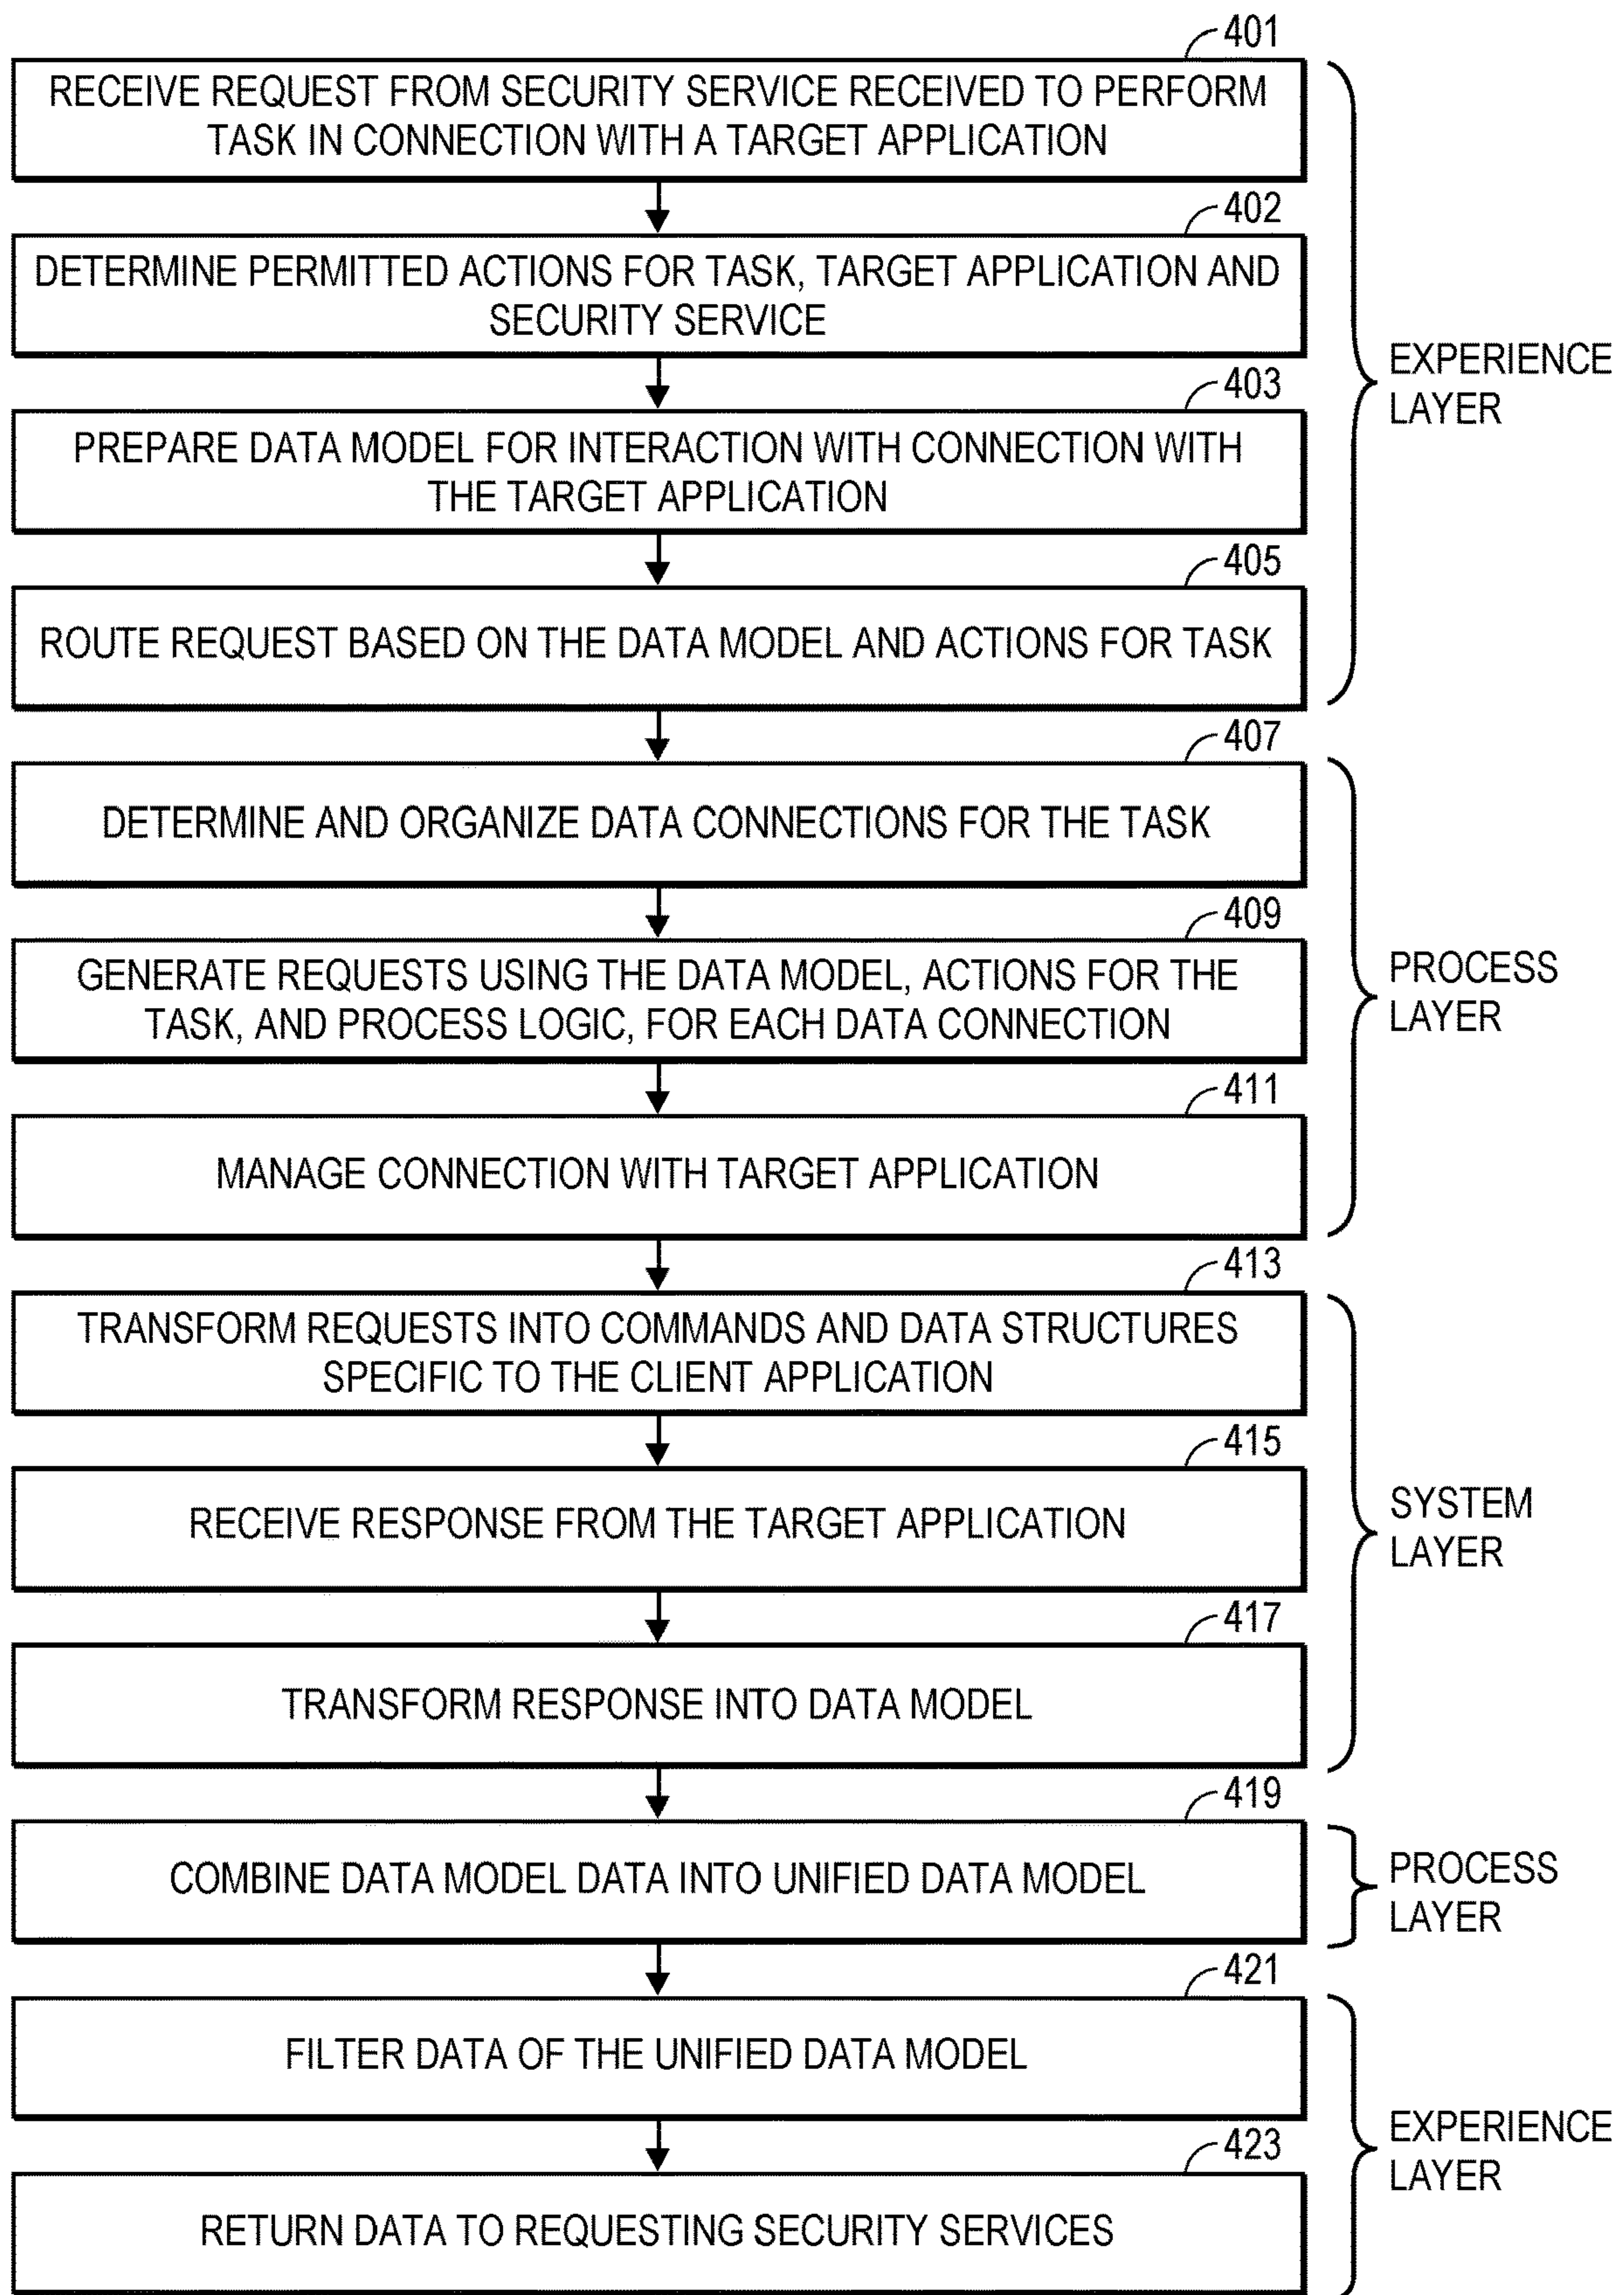 401
RECEIVE REQUEST FROM SECURITY SERVICE RECEIVED TO PERFORM
TASK IN CONNECTION WITH A TARGET APPLICATION
402
DETERMINE PERMITTED ACTIONS FOR TASK, TARGET APPLICATION AND
SECURITY SERVICE
403
PREPARE DATA MODEL FOR INTERACTION WITH CONNECTION WITH
THE TARGET APPLICATION
405
ROUTE REQUEST BASED ON THE DATA MODEL AND ACTIONS FOR TASK
EXPERIENCE
LAYER
407
DETERMINE AND ORGANIZE DATA CONNECTIONS FOR THE TASK
409
GENERATE REQUESTS USING THE DATA MODEL, ACTIONS FOR THE
TASK, AND PROCESS LOGIC, FOR EACH DATA CONNECTION
411
MANAGE CONNECTION WITH TARGET APPLICATION
PROCESS
LAYER
413
TRANSFORM REQUESTS INTO COMMANDS AND DATA STRUCTURES
SPECIFIC TO THE CLIENT APPLICATION
415
RECEIVE RESPONSE FROM THE TARGET APPLICATION
417
TRANSFORM RESPONSE INTO DATA MODEL
SYSTEM
LAYER
419
COMBINE DATA MODEL DATA INTO UNIFIED DATA MODEL
PROCESS
LAYER
421
FILTER DATA OF THE UNIFIED DATA MODEL
423
RETURN DATA TO REQUESTING SECURITY SERVICES
EXPERIENCE
LAYER